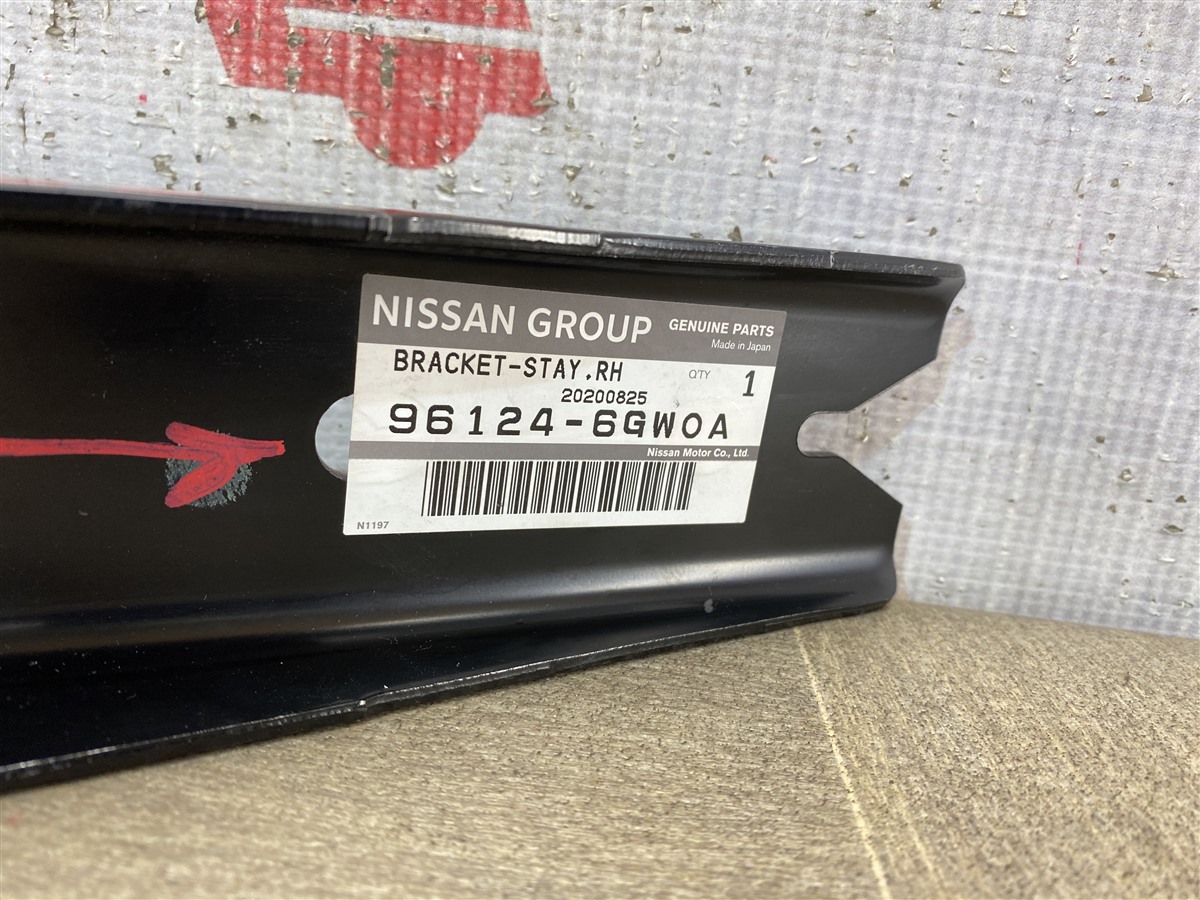 NISSAN GROUP GENUINE PARTS
Made in Japan
BRACKET-STAY,RH Q'TY 1
20200825
96124-6GW0A
Nissan Motor Co., Ltd.
N1197